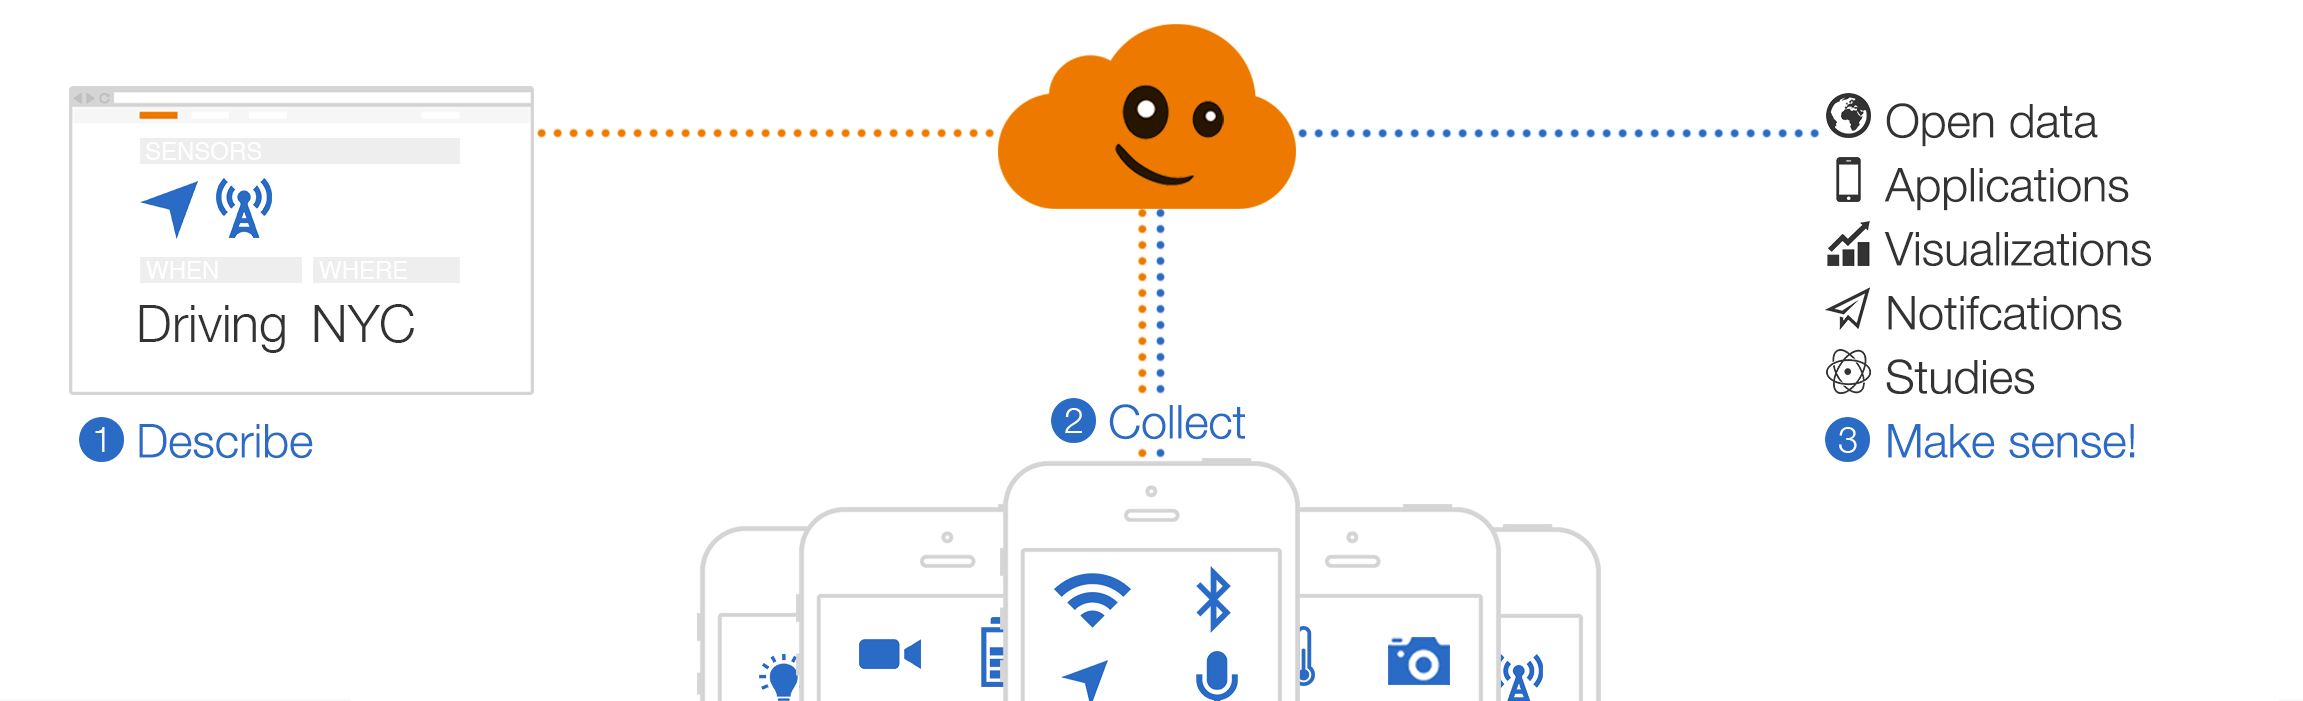 SENSORS
WHEN WHERE
Driving NYC
1 Describe
2 Collect
Open data
Applications
Visualizations
Notifcations
Studies
3 Make sense!